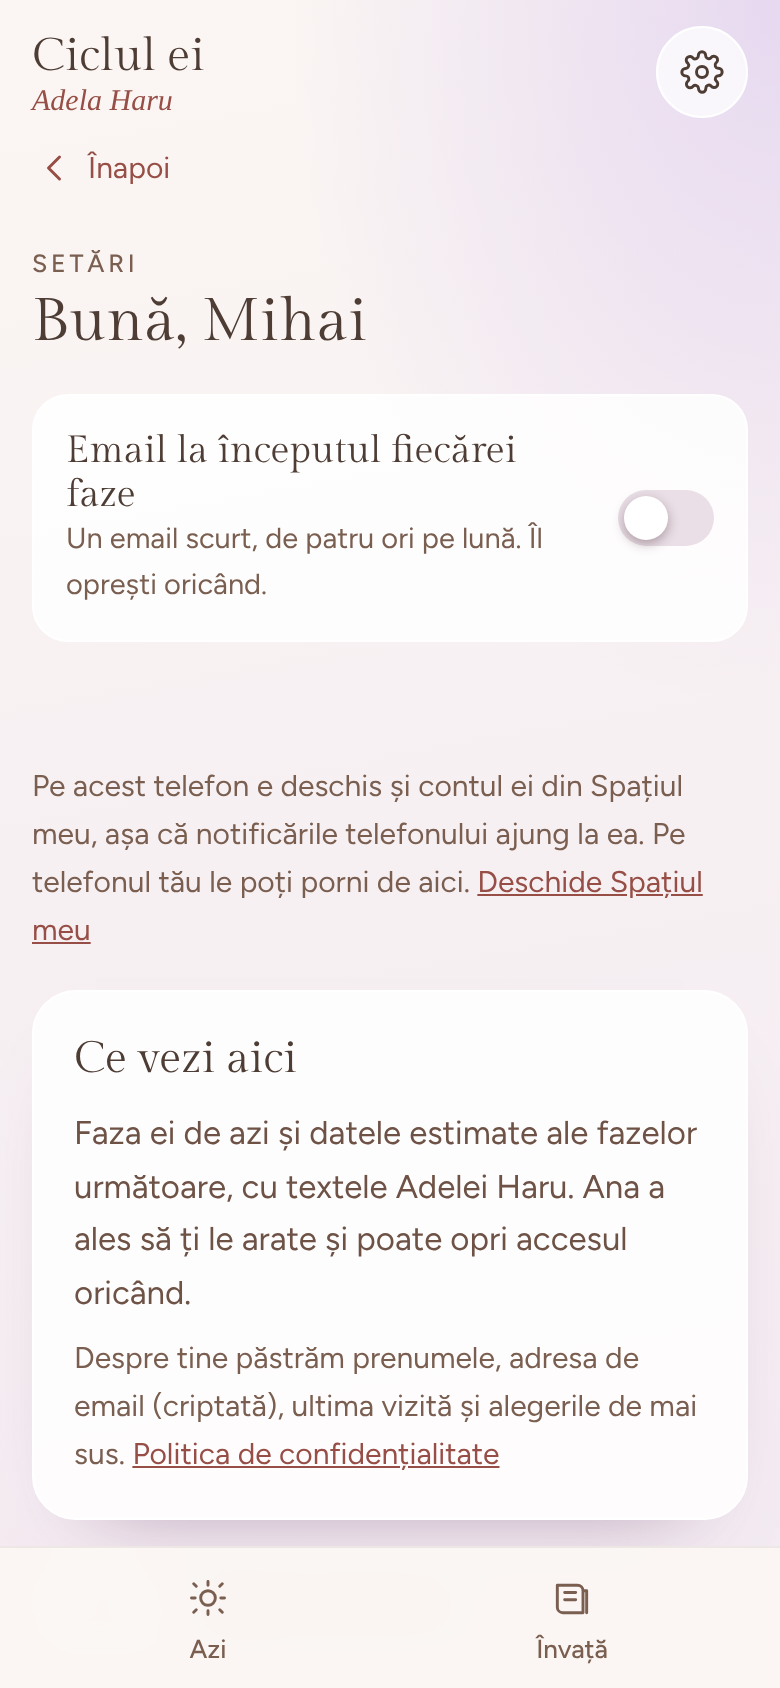 Ciclul ei
Adela Haru
Înapoi
SETĂRI
Bună, Mihai
Email la începutul fiecărei
faze
Un email scurt, de patru ori pe lună. Îl
oprești oricând.
Pe acest telefon e deschis și contul ei din Spațiul
meu, așa că notificările telefonului ajung la ea. Pe
telefonul tău le poți porni de aici. Deschide Spațiul
meu
Ce vezi aici
Faza ei de azi și datele estimate ale fazelor
următoare, cu textele Adelei Haru. Ana a
ales să ți le arate și poate opri accesul
oricând.
Despre tine păstrăm prenumele, adresa de
email (criptată), ultima vizită și alegerile de mai
sus. Politica de confidențialitate
Azi
Învață